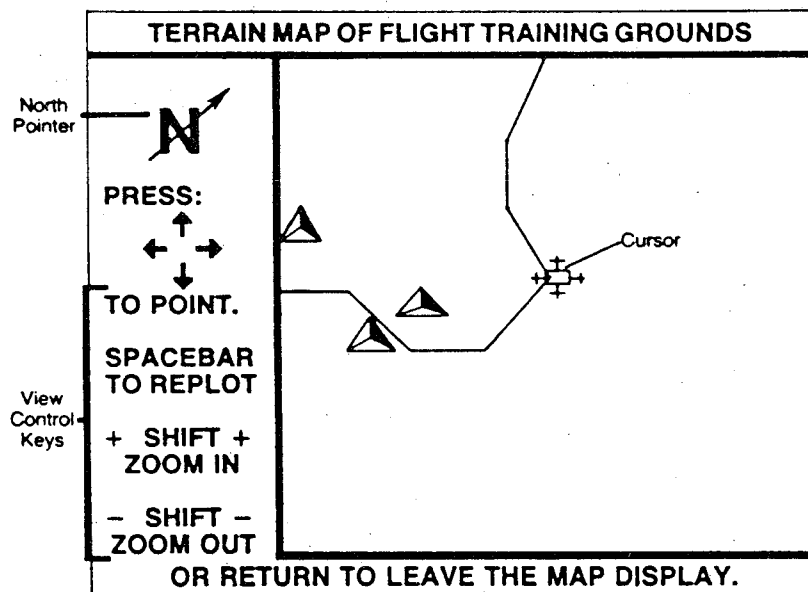 TERRAIN MAP OF FLIGHT TRAINING GROUNDS
North
Pointer
N
PRESS:
Cursor
TO POINT.
SPACEBAR
TO REPLOT
View
Control
Keys
+ SHIFT +
ZOOM IN
- SHIFT -
ZOOM OUT
OR RETURN TO LEAVE THE MAP DISPLAY.